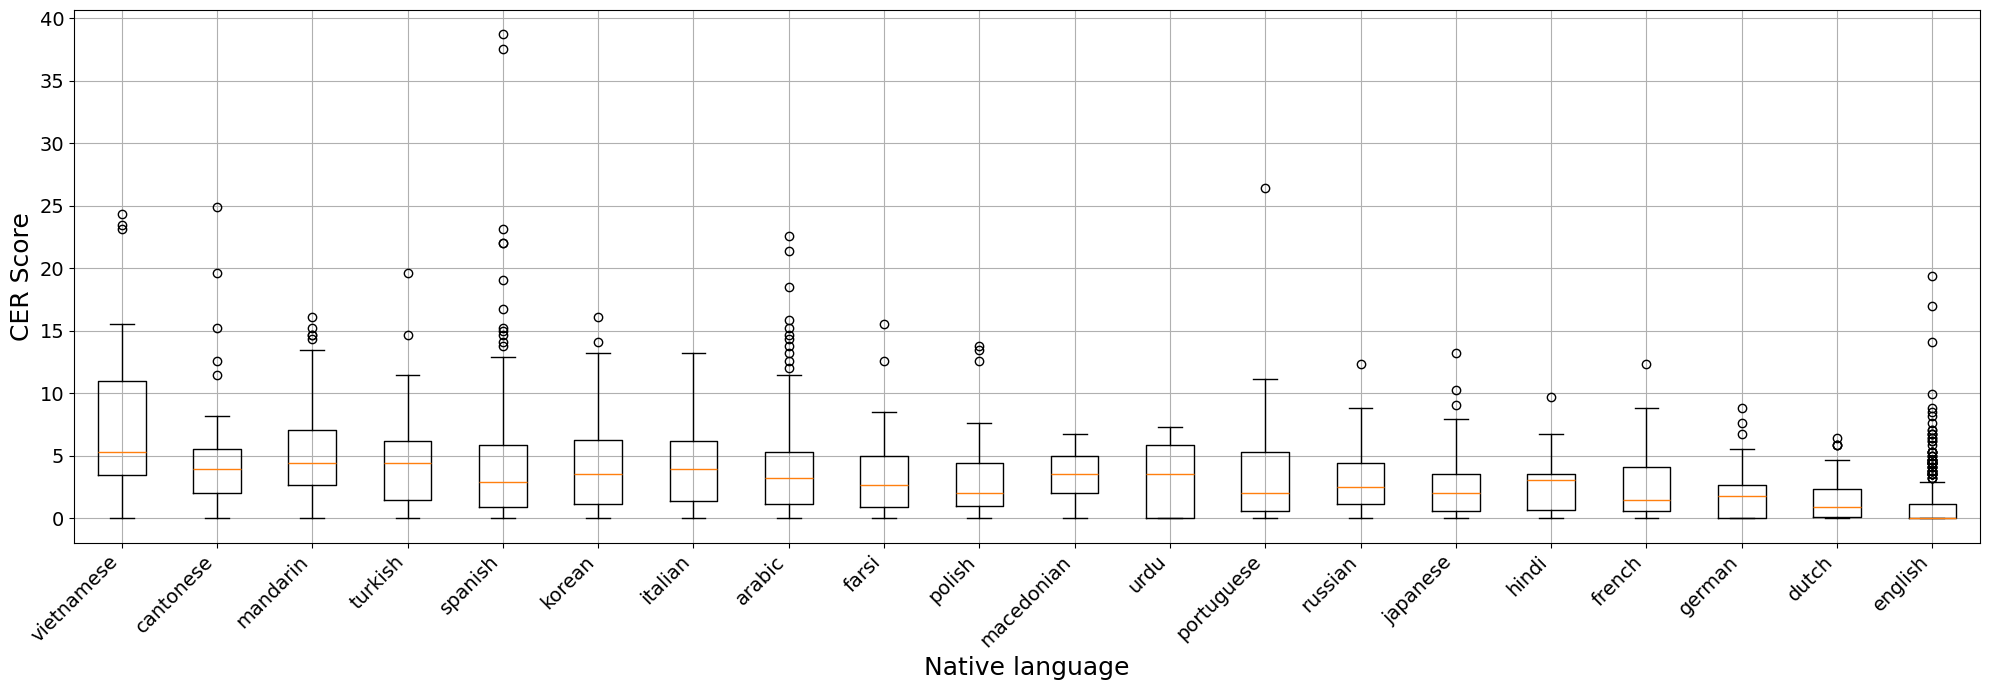 40
35
30
25
20
15
10
5
0
CER Score
vietnamese
cantonese
mandarin
turkish
spanish
korean
italian
arabic
farsi
polish
macedonian
urdu
portuguese
russian
japanese
hindi
french
german
dutch
english
Native language